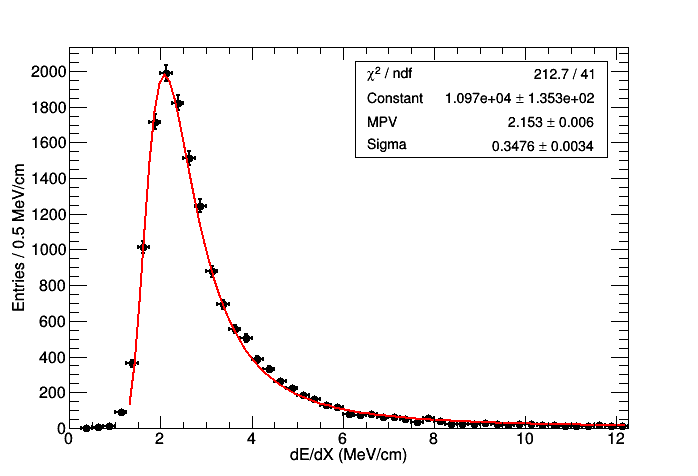 χ² / ndf 212.7 / 41
Constant 1.097e+04 ± 1.353e+02
MPV 2.153 ± 0.006
Sigma 0.3476 ± 0.0034
Entries / 0.5 MeV/cm
2000
1800
1600
1400
1200
1000
800
600
400
200
0
0 2 4 6 8 10 12
dE/dX (MeV/cm)